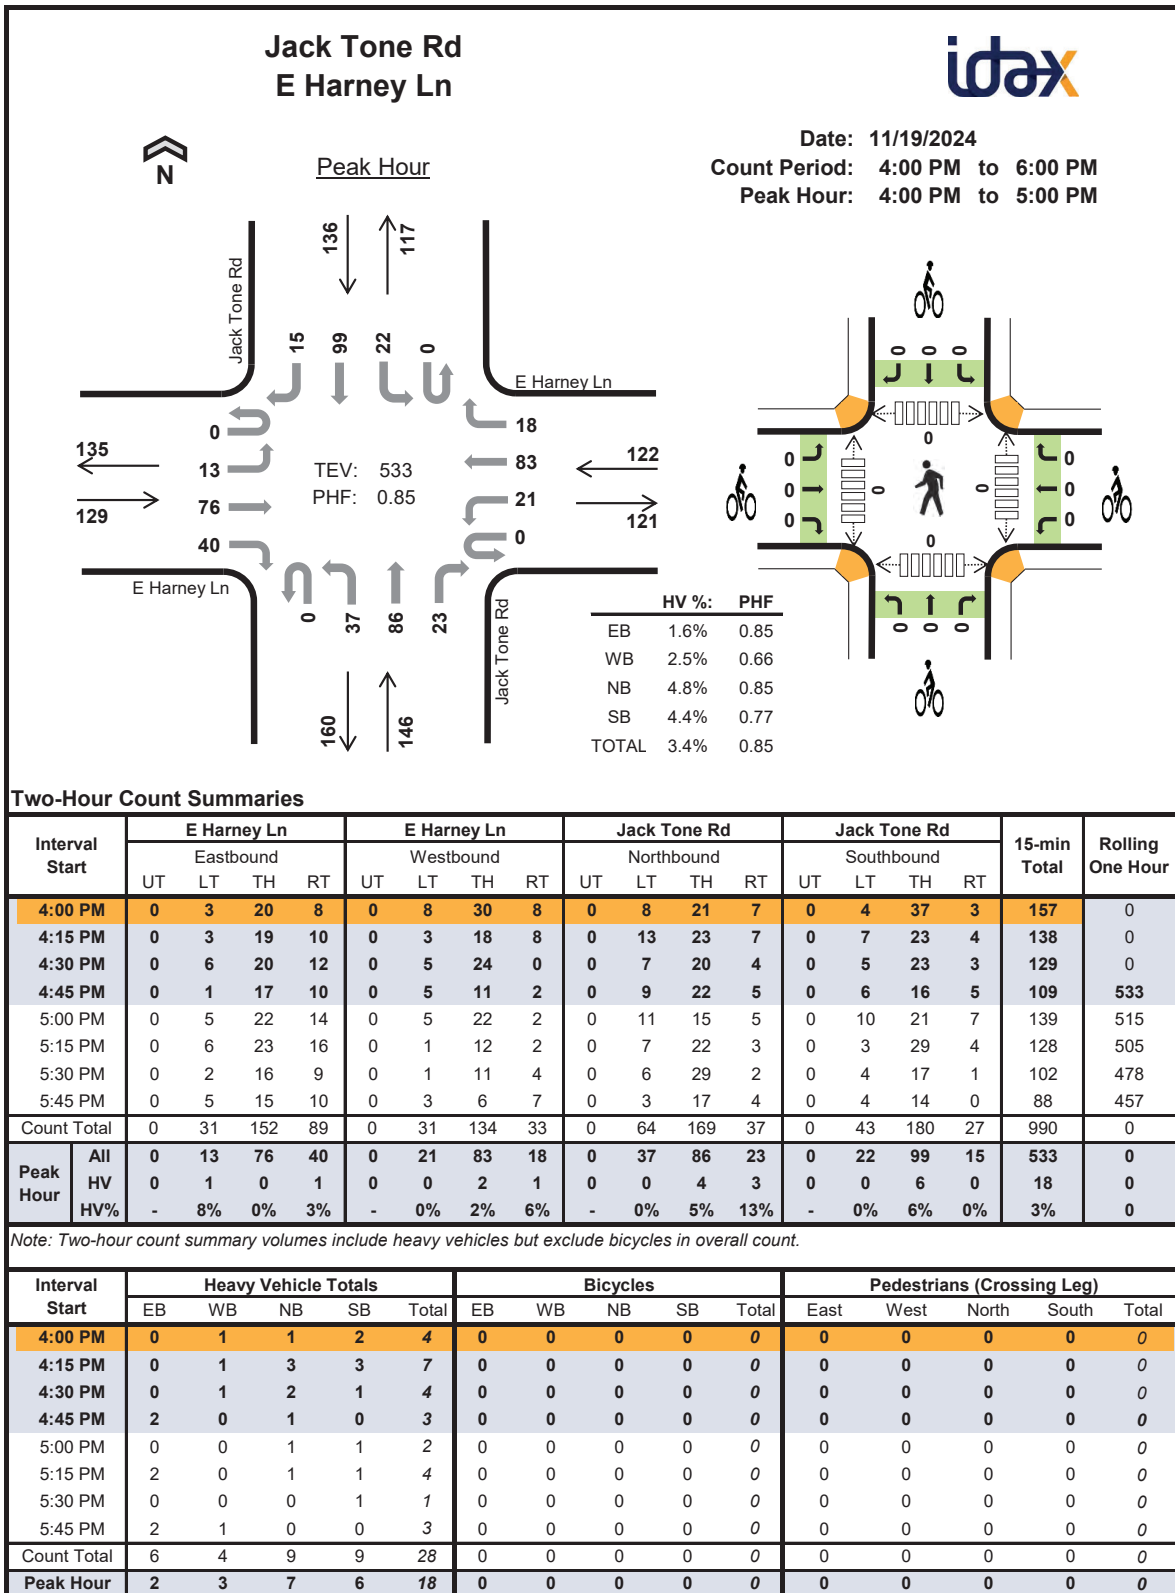 Jack Tone Rd
E Harney Ln
idax
Date: 11/19/2024
Count Period: 4:00 PM to 6:00 PM
Peak Hour: 4:00 PM to 5:00 PM
N
Peak Hour
136
117
Jack Tone Rd
15
99
22
0
E Harney Ln
0
13
76
40
135
129
TEV: 533
PHF: 0.85
18
83
21
0
122
121
E Harney Ln
0
37
86
23
Jack Tone Rd
160
146
HV %: PHF
EB 1.6% 0.85
WB 2.5% 0.66
NB 4.8% 0.85
SB 4.4% 0.77
TOTAL 3.4% 0.85
0 0 0
0
0 0
0 0
0 0
0 0
0
0 0 0
Two-Hour Count Summaries
Interval Start E Harney Ln E Harney Ln Jack Tone Rd Jack Tone Rd 15-min Total Rolling One Hour
Eastbound Westbound Northbound Southbound
UT LT TH RT UT LT TH RT UT LT TH RT UT LT TH RT
4:00 PM 0 3 20 8 0 8 30 8 0 8 21 7 0 4 37 3 157 0
4:15 PM 0 3 19 10 0 3 18 8 0 13 23 7 0 7 23 4 138 0
4:30 PM 0 6 20 12 0 5 24 0 0 7 20 4 0 5 23 3 129 0
4:45 PM 0 1 17 10 0 5 11 2 0 9 22 5 0 6 16 5 109 533
5:00 PM 0 5 22 14 0 5 22 2 0 11 15 5 0 10 21 7 139 515
5:15 PM 0 6 23 16 0 1 12 2 0 7 22 3 0 3 29 4 128 505
5:30 PM 0 2 16 9 0 1 11 4 0 6 29 2 0 4 17 1 102 478
5:45 PM 0 5 15 10 0 3 6 7 0 3 17 4 0 4 14 0 88 457
Count Total 0 31 152 89 0 31 134 33 0 64 169 37 0 43 180 27 990 0
Peak Hour All 0 13 76 40 0 21 83 18 0 37 86 23 0 22 99 15 533 0
HV 0 1 0 1 0 0 2 1 0 0 4 3 0 0 6 0 18 0
HV% - 8% 0% 3% - 0% 2% 6% - 0% 5% 13% - 0% 6% 0% 3% 0
Note: Two-hour count summary volumes include heavy vehicles but exclude bicycles in overall count.
Interval Start Heavy Vehicle Totals Bicycles Pedestrians (Crossing Leg)
EB WB NB SB Total EB WB NB SB Total East West North South Total
4:00 PM 0 1 1 2 4 0 0 0 0 0 0 0 0 0 0
4:15 PM 0 1 3 3 7 0 0 0 0 0 0 0 0 0 0
4:30 PM 0 1 2 1 4 0 0 0 0 0 0 0 0 0 0
4:45 PM 2 0 1 0 3 0 0 0 0 0 0 0 0 0 0
5:00 PM 0 0 1 1 2 0 0 0 0 0 0 0 0 0 0
5:15 PM 2 0 1 1 4 0 0 0 0 0 0 0 0 0 0
5:30 PM 0 0 0 1 1 0 0 0 0 0 0 0 0 0 0
5:45 PM 2 1 0 0 3 0 0 0 0 0 0 0 0 0 0
Count Total 6 4 9 9 28 0 0 0 0 0 0 0 0 0 0
Peak Hour 2 3 7 6 18 0 0 0 0 0 0 0 0 0 0